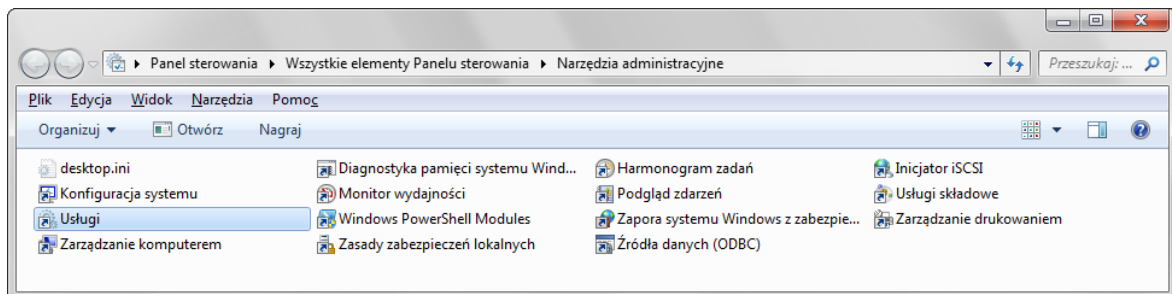 Panel sterowania Wszystkie elementy Panelu sterowania Narzędzia administracyjne Przeszukaj: ...
Plik Edycja Widok Narzędzia Pomoc
Organizuj Otwórz Nagraj
desktop.ini Diagnostyka pamięci systemu Wind... Harmonogram zadań Inicjator iSCSI
Konfiguracja systemu Monitor wydajności Podgląd zdarzeń Usługi składowe
Usługi Windows PowerShell Modules Zapora systemu Windows z zabezpie... Zarządzanie drukowaniem
Zarządzanie komputerem Zasady zabezpieczeń lokalnych Źródła danych (ODBC)